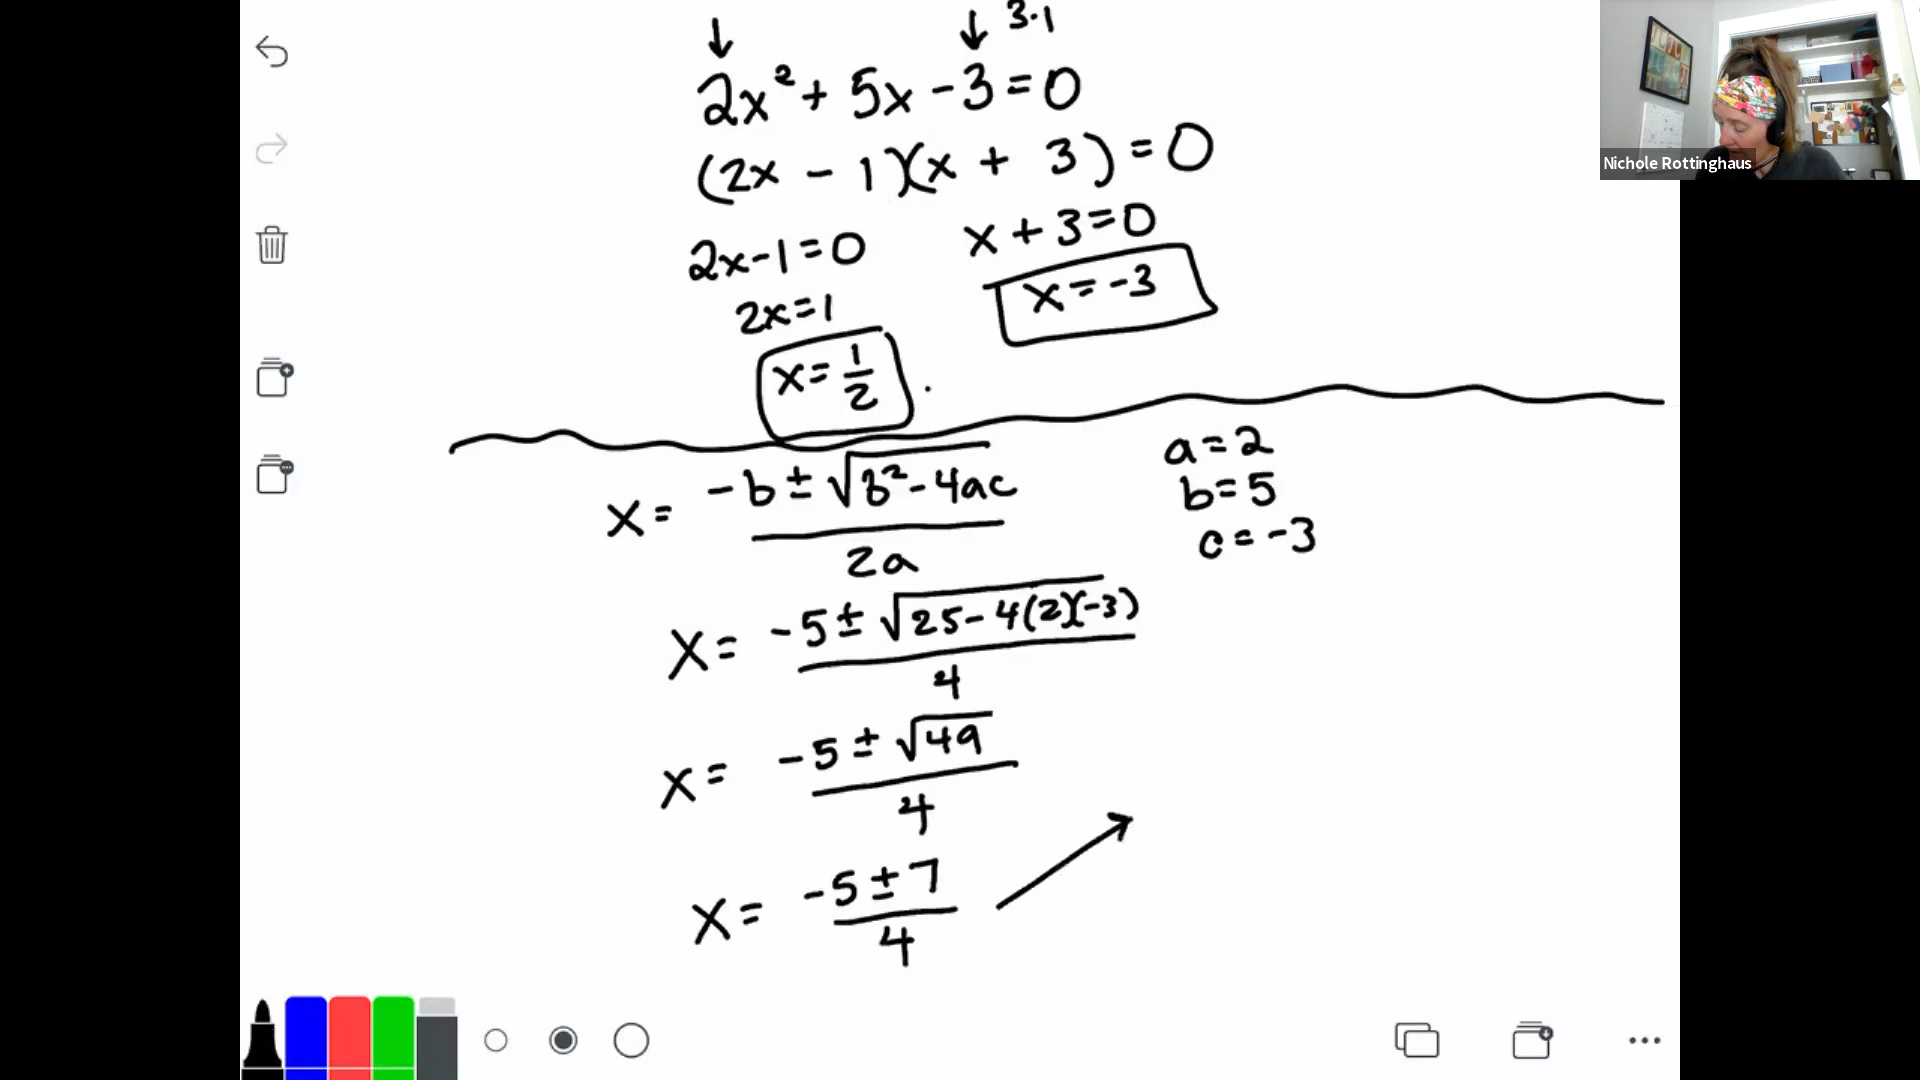 3·1
2x² + 5x - 3 = 0
(2x - 1)(x + 3) = 0
2x - 1 = 0
x + 3 = 0
2x = 1
x = -3
x = 1/2
x = (-b ± √(b² - 4ac))/2a
a = 2
b = 5
c = -3
x = (-5 ± √(25 - 4(2)(-3)))/4
x = (-5 ± √49)/4
x = (-5 ± 7)/4
Nichole Rottinghaus